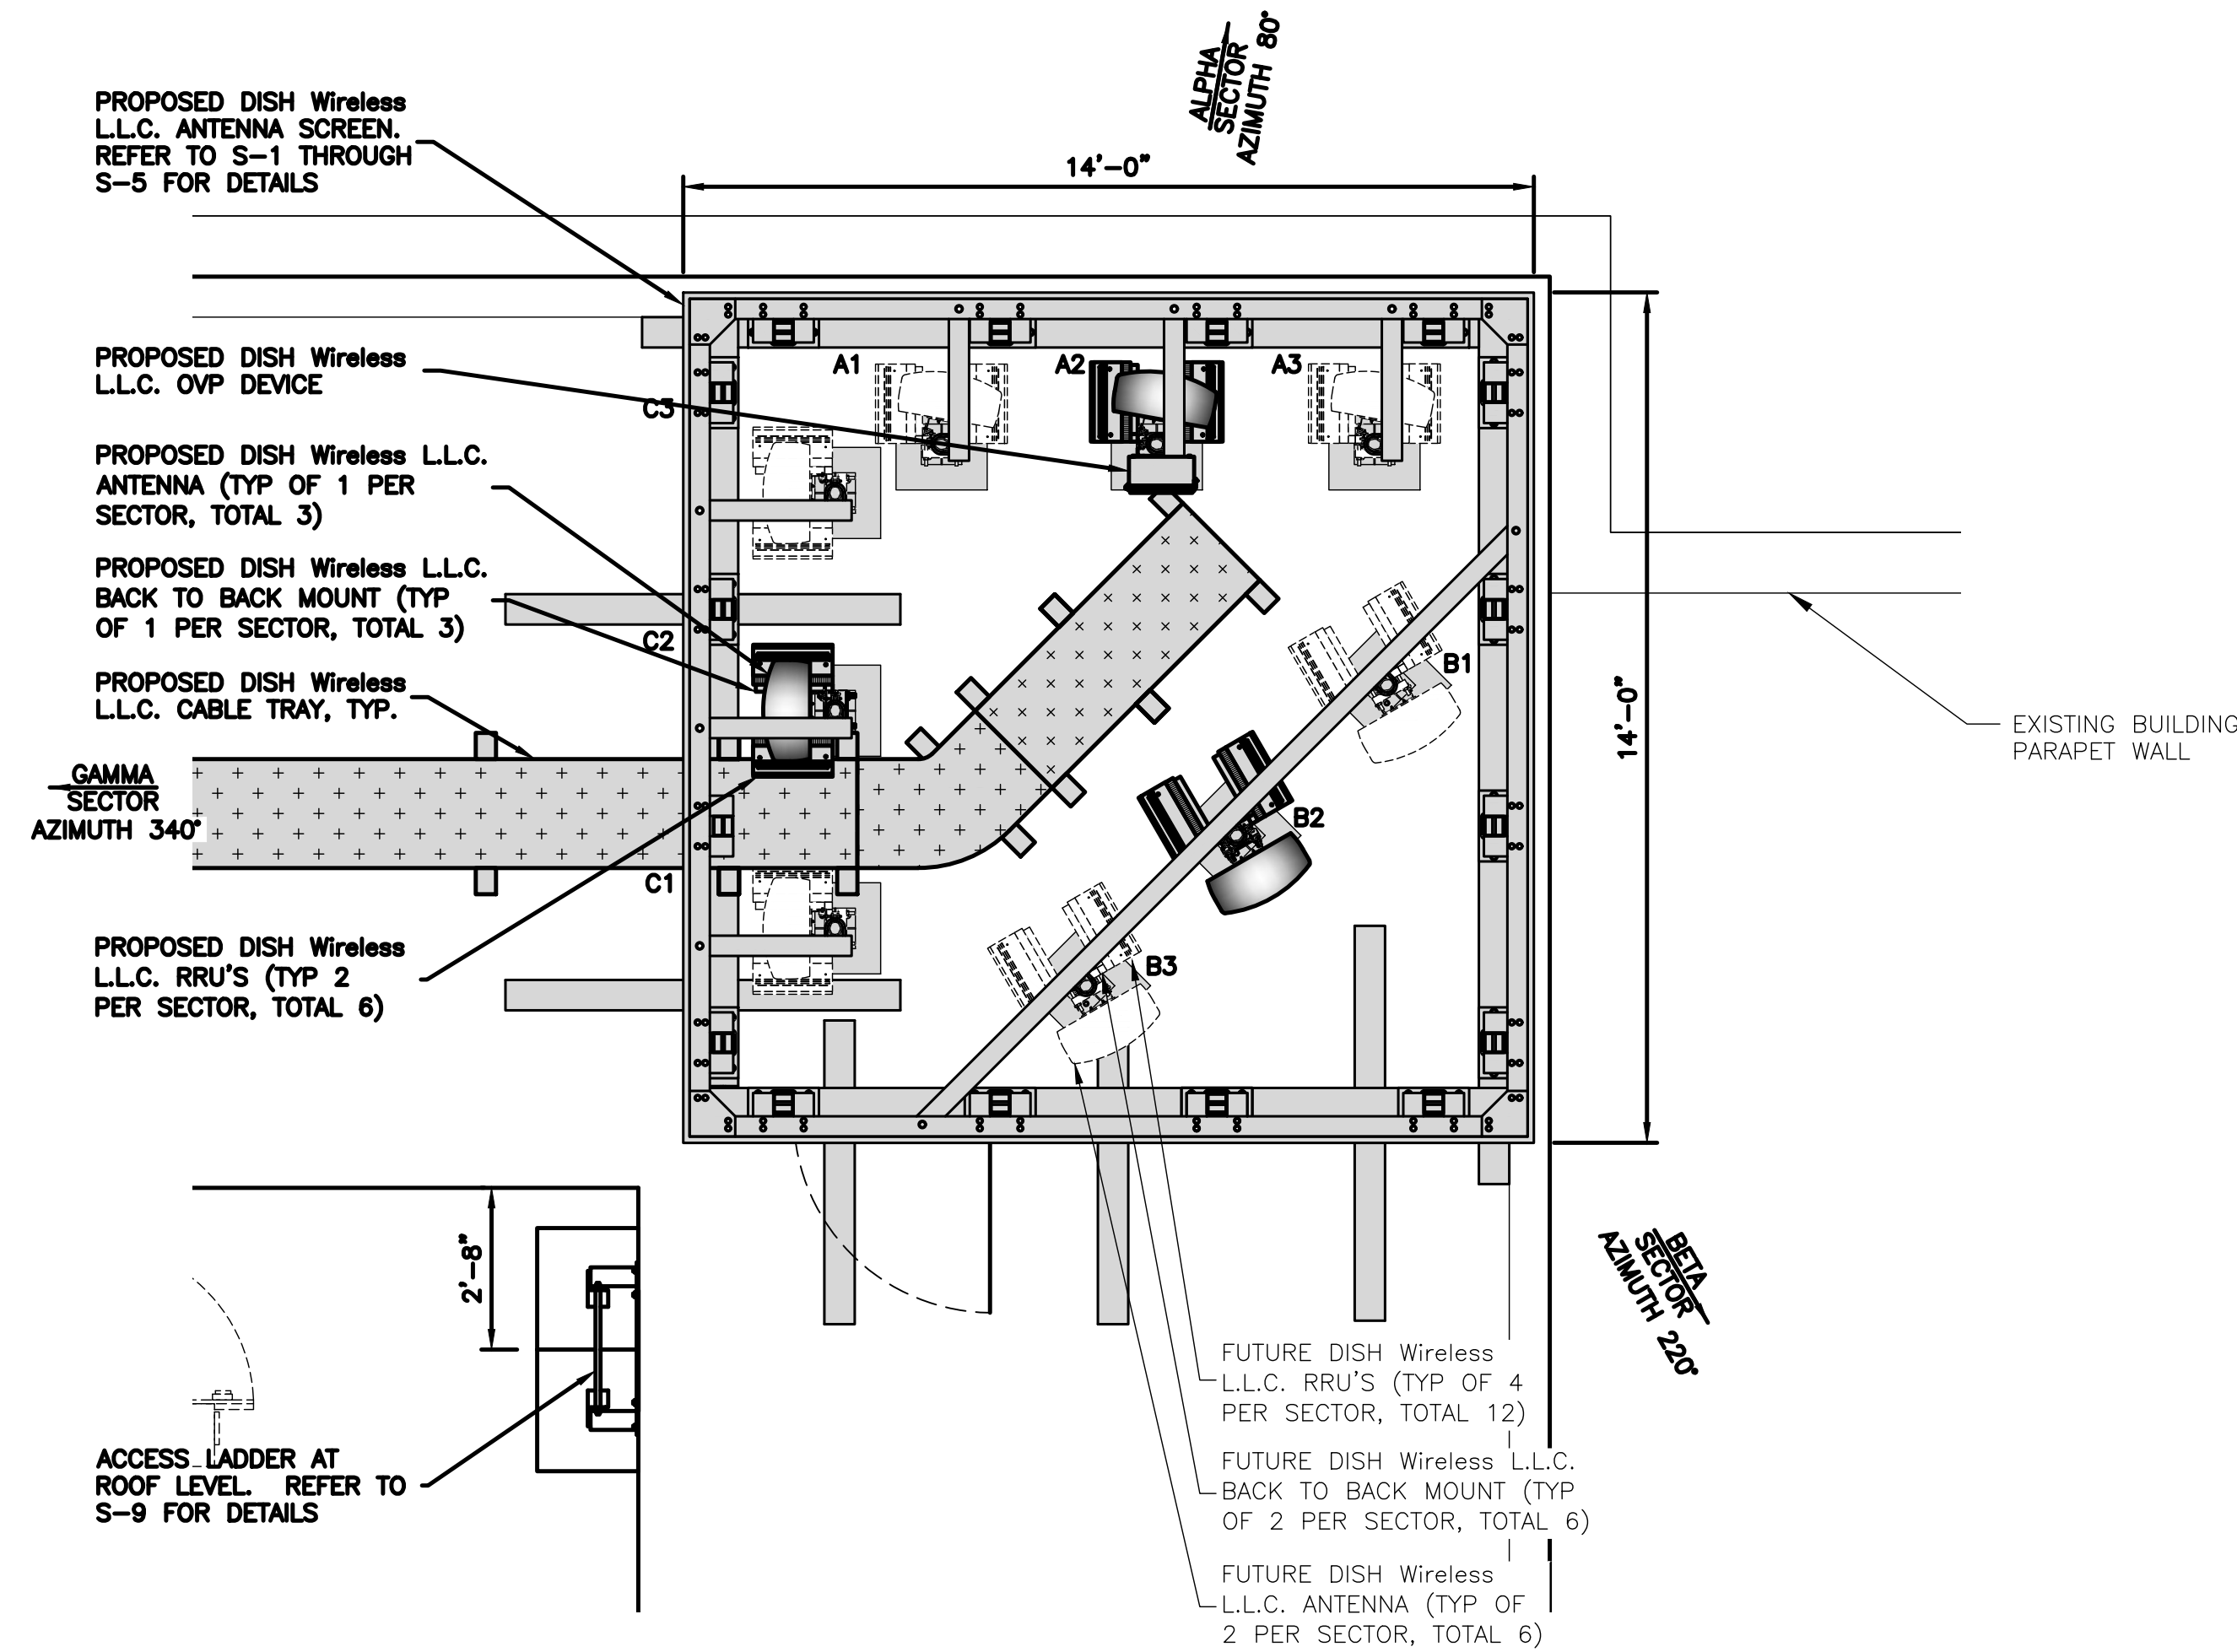 ALPHA
SECTOR
AZIMUTH 80°
14'-0"
PROPOSED DISH Wireless
L.L.C. ANTENNA SCREEN.
REFER TO S-1 THROUGH
S-5 FOR DETAILS
PROPOSED DISH Wireless
L.L.C. OVP DEVICE
PROPOSED DISH Wireless L.L.C.
ANTENNA (TYP OF 1 PER
SECTOR, TOTAL 3)
PROPOSED DISH Wireless L.L.C.
BACK TO BACK MOUNT (TYP
OF 1 PER SECTOR, TOTAL 3)
PROPOSED DISH Wireless
L.L.C. CABLE TRAY, TYP.
GAMMA
SECTOR
AZIMUTH 340°
PROPOSED DISH Wireless
L.L.C. RRU'S (TYP 2
PER SECTOR, TOTAL 6)
A1
A2
A3
C3
C2
C1
B1
B2
B3
14'-0"
EXISTING BUILDING
PARAPET WALL
2'-8"
ACCESS LADDER AT
ROOF LEVEL. REFER TO
S-9 FOR DETAILS
BETA
SECTOR
AZIMUTH 220°
FUTURE DISH Wireless
L.L.C. RRU'S (TYP OF 4
PER SECTOR, TOTAL 12)
FUTURE DISH Wireless L.L.C.
BACK TO BACK MOUNT (TYP
OF 2 PER SECTOR, TOTAL 6)
FUTURE DISH Wireless
L.L.C. ANTENNA (TYP OF
2 PER SECTOR, TOTAL 6)